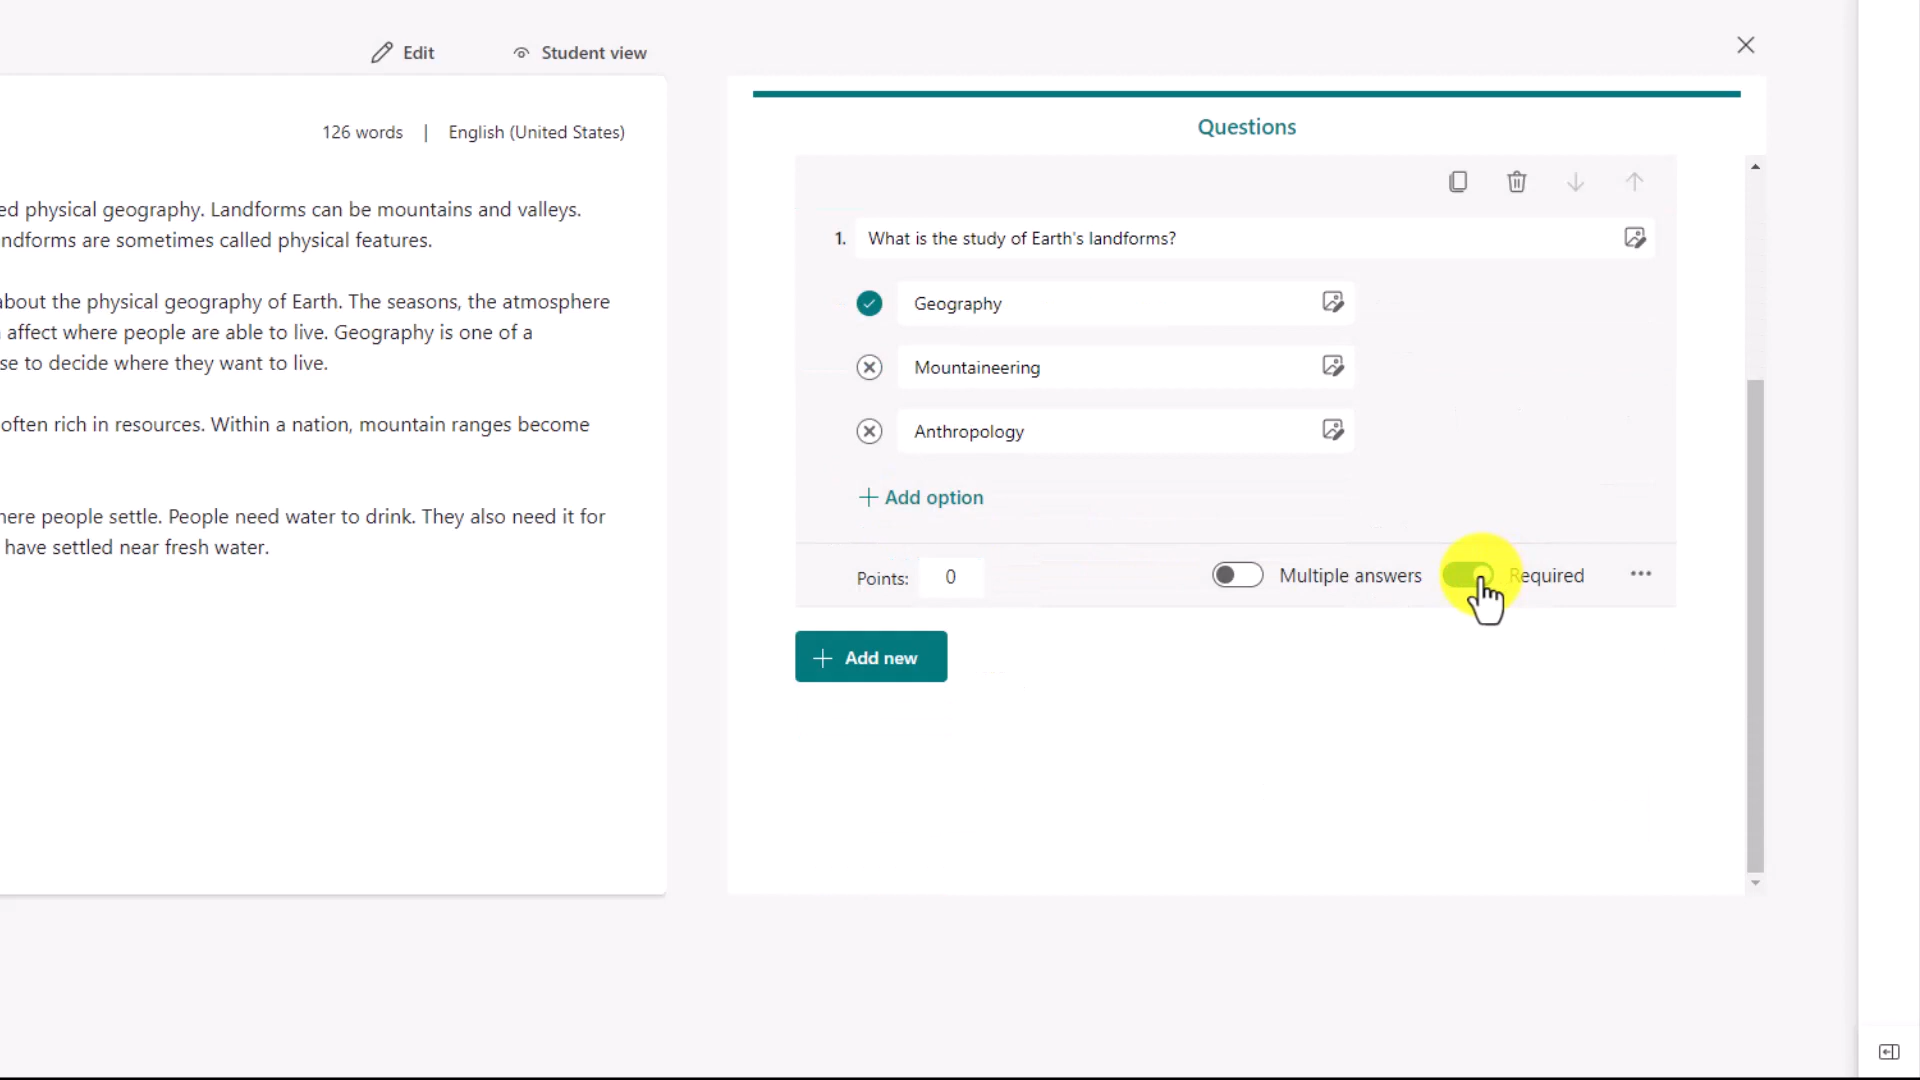 Edit
Student view
126 words | English (United States)
ed physical geography. Landforms can be mountains and valleys.
ndforms are sometimes called physical features.
about the physical geography of Earth. The seasons, the atmosphere
affect where people are able to live. Geography is one of a
se to decide where they want to live.
often rich in resources. Within a nation, mountain ranges become
here people settle. People need water to drink. They also need it for
have settled near fresh water.
Questions
1. What is the study of Earth's landforms?
Geography
Mountaineering
Anthropology
+ Add option
Points: 0
Multiple answers
Required
+ Add new